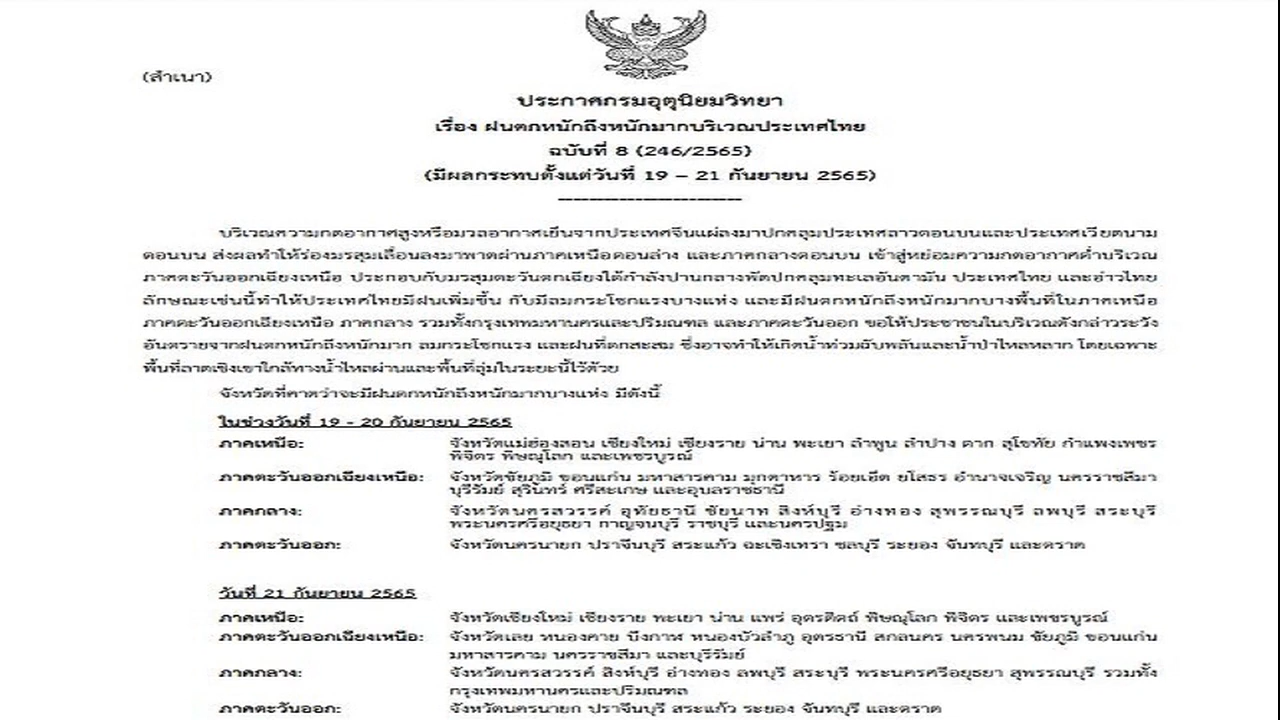 (สำเนา)
ประกาศกรมอุตุนิยมวิทยา
เรื่อง ฝนตกหนักถึงหนักมากบริเวณประเทศไทย
ฉบับที่ 8 (246/2565)
(มีผลกระทบตั้งแต่วันที่ 19 – 21 กันยายน 2565)
------------------------
บริเวณความกดอากาศสูงหรือมวลอากาศเย็นจากประเทศจีนแผ่ลงมาปกคลุมประเทศลาวตอนบนและประเทศเวียดนาม
ตอนบน ส่งผลทำให้ร่องมรสุมเลื่อนลงมาพาดผ่านภาคเหนือตอนล่าง และภาคกลางตอนบน เข้าสู่หย่อมความกดอากาศต่ำบริเวณ
ภาคตะวันออกเฉียงเหนือ ประกอบกับมรสุมตะวันตกเฉียงใต้กำลังปานกลางพัดปกคลุมทะเลอันดามัน ประเทศไทย และอ่าวไทย
ลักษณะเช่นนี้ทำให้ประเทศไทยมีฝนเพิ่มขึ้น กับมีลมกระโชกแรงบางแห่ง และมีฝนตกหนักถึงหนักมากบางพื้นที่ในภาคเหนือ
ภาคตะวันออกเฉียงเหนือ ภาคกลาง รวมทั้งกรุงเทพมหานครและปริมณฑล และภาคตะวันออก ขอให้ประชาชนในบริเวณดังกล่าวระวัง
อันตรายจากฝนตกหนักถึงหนักมาก ลมกระโชกแรง และฝนที่ตกสะสม ซึ่งอาจทำให้เกิดน้ำท่วมฉับพลันและน้ำป่าไหลหลาก โดยเฉพาะ
พื้นที่ลาดเชิงเขาใกล้ทางน้ำไหลผ่านและพื้นที่ลุ่มในระยะนี้ไว้ด้วย
จังหวัดที่คาดว่าจะมีฝนตกหนักถึงหนักมากบางแห่ง มีดังนี้
ในช่วงวันที่ 19 - 20 กันยายน 2565
ภาคเหนือ: จังหวัดแม่ฮ่องสอน เชียงใหม่ เชียงราย น่าน พะเยา ลำพูน ลำปาง ตาก สุโขทัย กำแพงเพชร
พิจิตร พิษณุโลก และเพชรบูรณ์
ภาคตะวันออกเฉียงเหนือ: จังหวัดชัยภูมิ ขอนแก่น มหาสารคาม มุกดาหาร ร้อยเอ็ด ยโสธร อำนาจเจริญ นครราชสีมา
บุรีรัมย์ สุรินทร์ ศรีสะเกษ และอุบลราชธานี
ภาคกลาง: จังหวัดนครสวรรค์ อุทัยธานี ชัยนาท สิงห์บุรี อ่างทอง สุพรรณบุรี ลพบุรี สระบุรี
พระนครศรีอยุธยา กาญจนบุรี ราชบุรี และนครปฐม
ภาคตะวันออก: จังหวัดนครนายก ปราจีนบุรี สระแก้ว ฉะเชิงเทรา ชลบุรี ระยอง จันทบุรี และตราด
วันที่ 21 กันยายน 2565
ภาคเหนือ: จังหวัดเชียงใหม่ เชียงราย พะเยา น่าน แพร่ อุตรดิตถ์ พิษณุโลก พิจิตร และเพชรบูรณ์
ภาคตะวันออกเฉียงเหนือ: จังหวัดเลย หนองคาย บึงกาฬ หนองบัวลำภู อุดรธานี สกลนคร นครพนม ชัยภูมิ ขอนแก่น
มหาสารคาม นครราชสีมา และบุรีรัมย์
ภาคกลาง: จังหวัดนครสวรรค์ สิงห์บุรี อ่างทอง ลพบุรี สระบุรี พระนครศรีอยุธยา สุพรรณบุรี รวมทั้ง
กรุงเทพมหานครและปริมณฑล
ภาคตะวันออก: จังหวัดนครนายก ปราจีนบุรี สระแก้ว ระยอง จันทบุรี และตราด